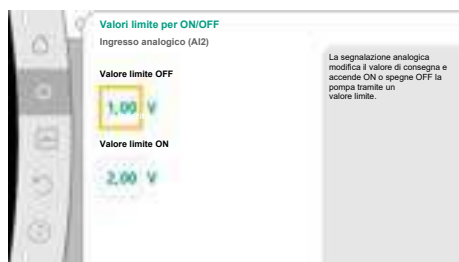 Valori limite per ON/OFF
Ingresso analogico (AI2)
Valore limite OFF
1,00 V
Valore limite ON
2,00 V
La segnalazione analogica
modifica il valore di consegna e
accende ON o spegne OFF la
pompa tramite un
valore limite.